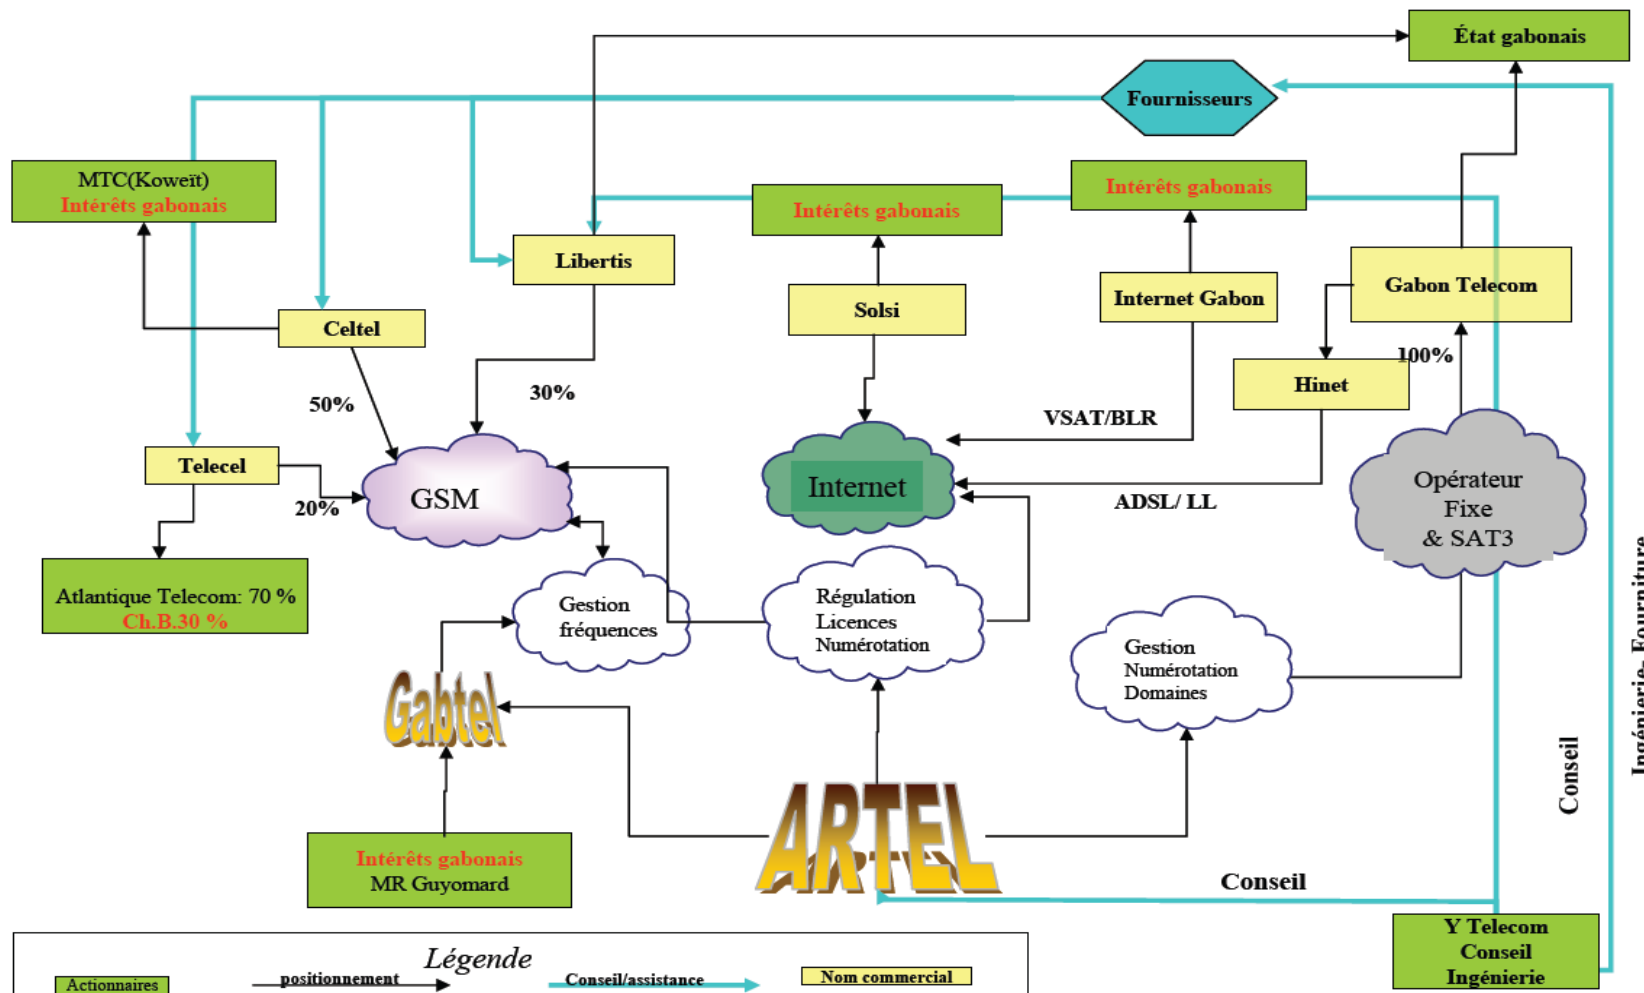 État gabonais
Fournisseurs
MTC(Koweït)
Intérêts gabonais
Intérêts gabonais
Intérêts gabonais
Libertis
Celtel
Solsi
Internet Gabon
Gabon Telecom
100%
Hinet
50%
30%
VSAT/BLR
Telecel
20%
GSM
Internet
ADSL/ LL
Opérateur
Fixe
& SAT3
Atlantique Telecom: 70 %
Ch.B.30 %
Gestion
fréquences
Régulation
Licences
Numérotation
Gestion
Numérotation
Domaines
Gabtel
ARTEL
Intérêts gabonais
MR Guyomard
Conseil
Conseil
Ingénierie- Fourniture
Y Telecom
Conseil
Ingénierie
Légende
Actionnaires
positionnement
Conseil/assistance
Nom commercial